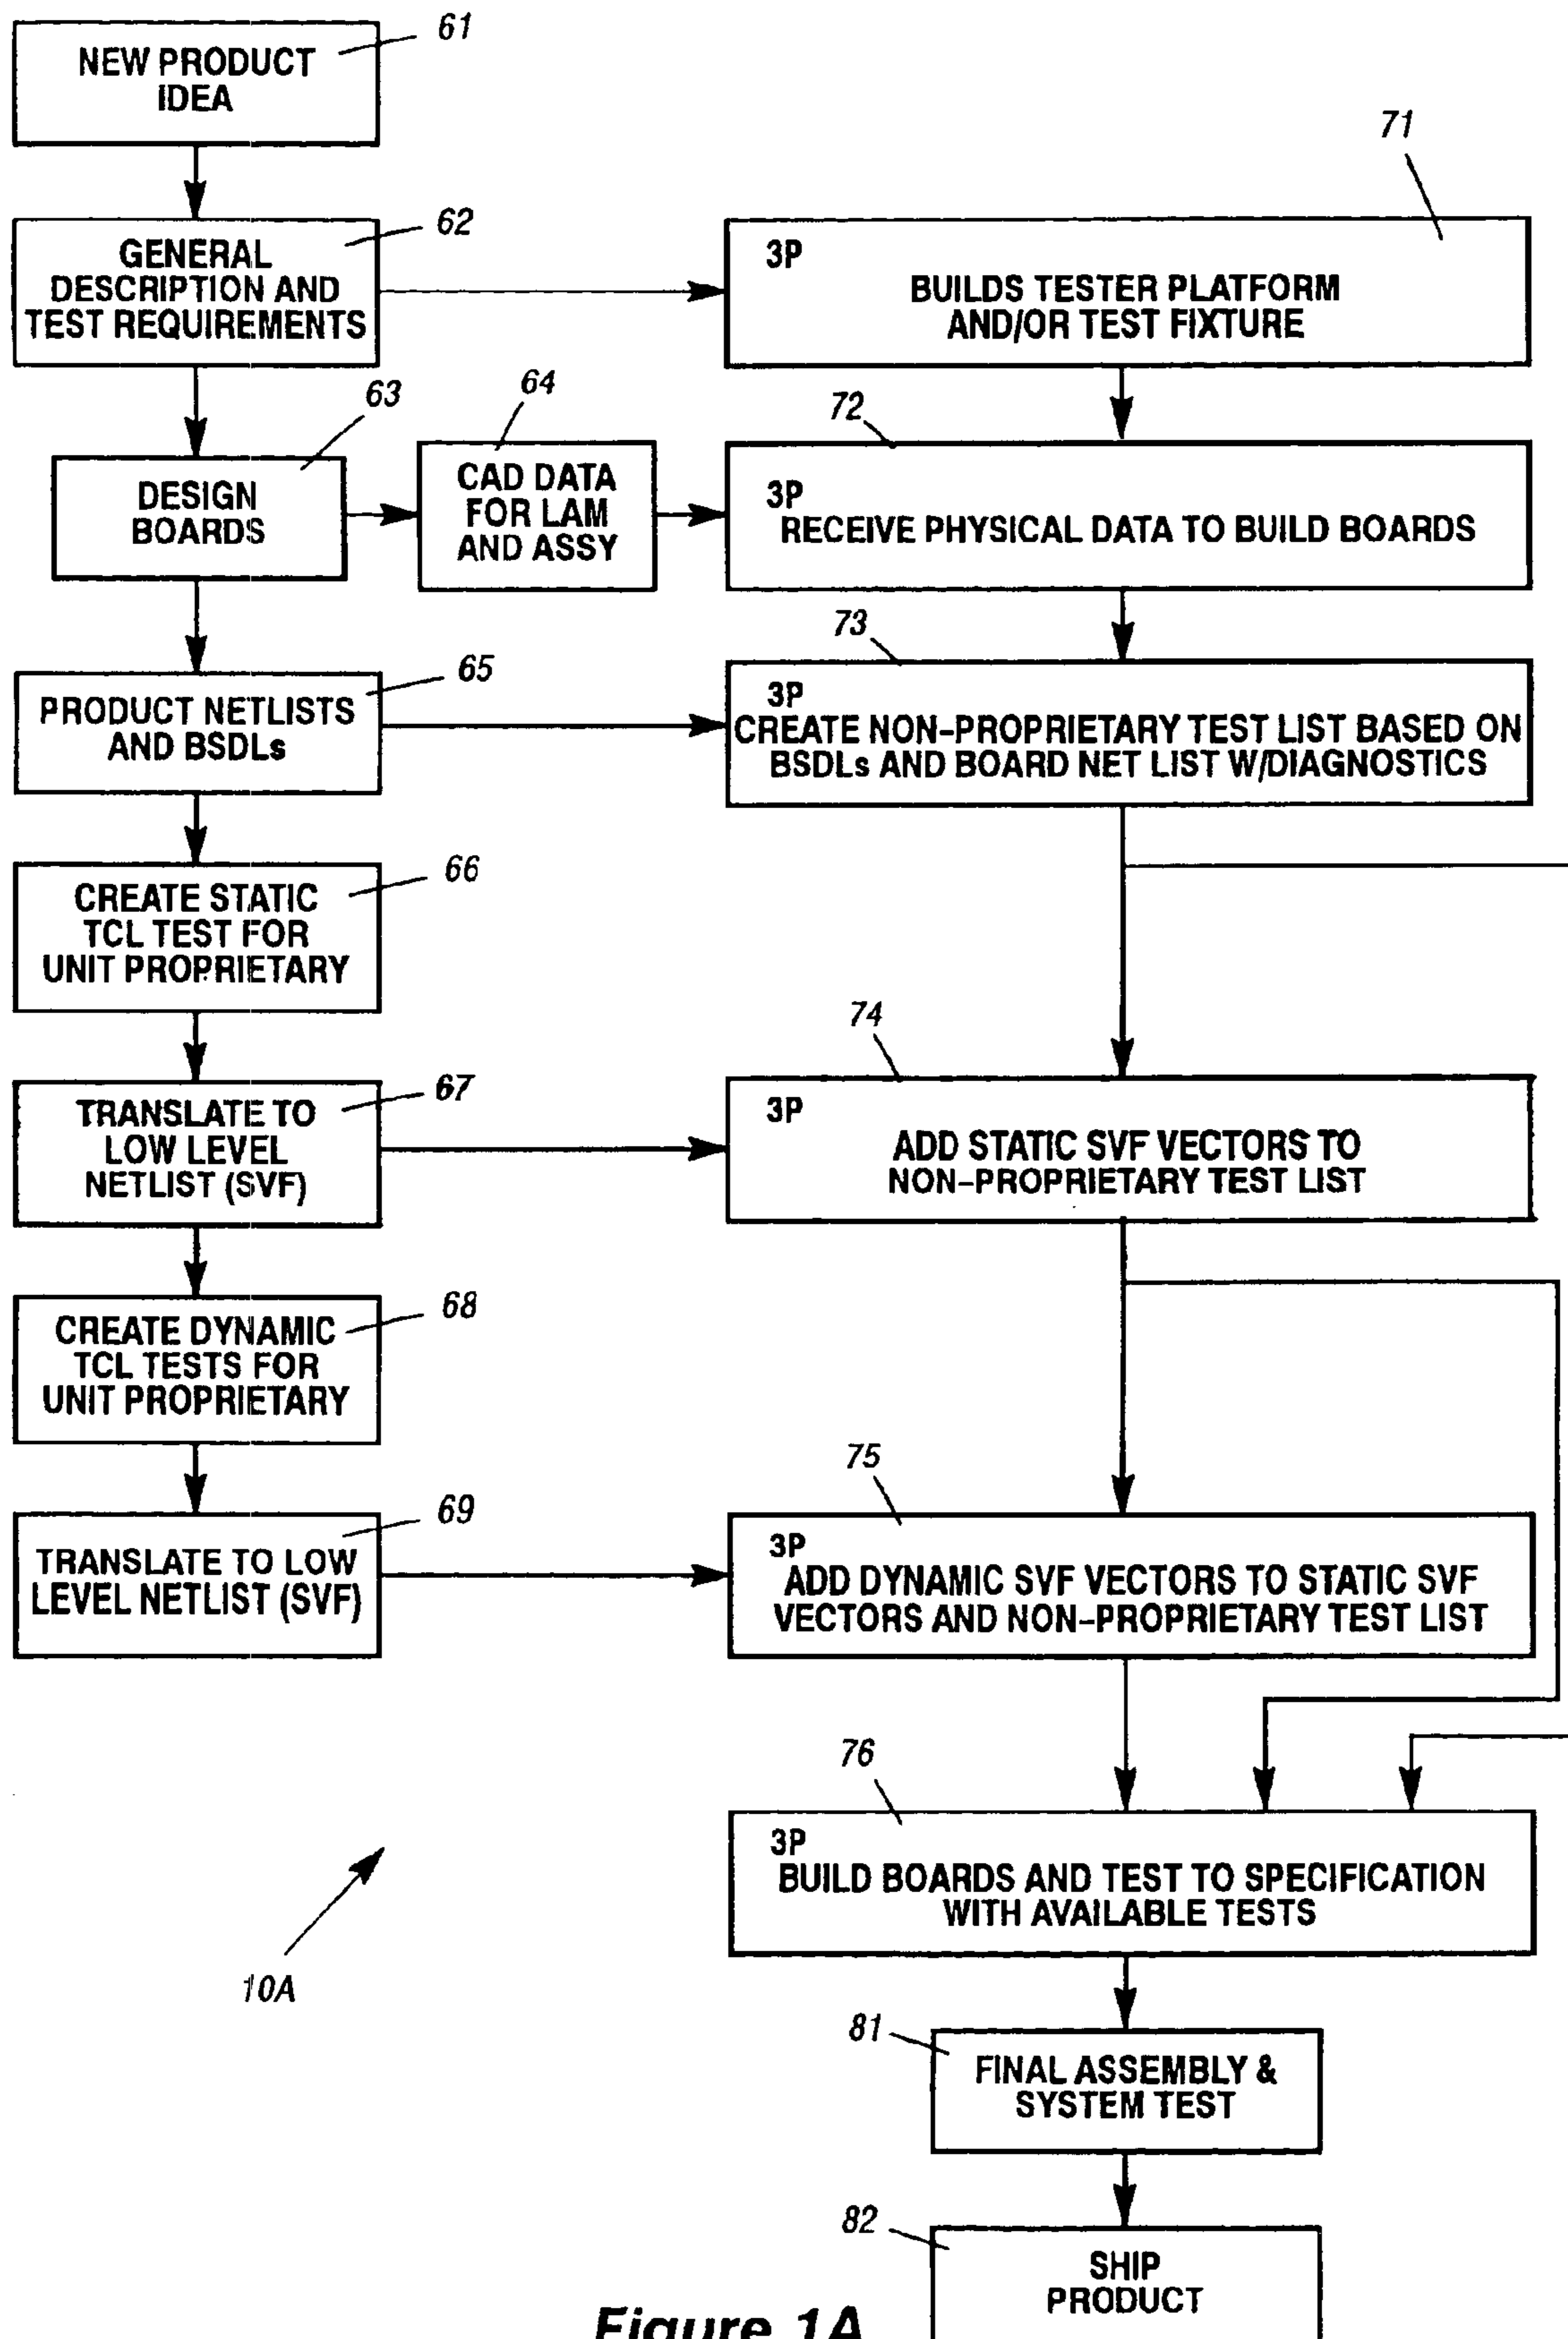 61
NEW PRODUCT
IDEA
71
62
GENERAL
DESCRIPTION AND
TEST REQUIREMENTS
3P
BUILDS TESTER PLATFORM
AND/OR TEST FIXTURE
63
64
72
DESIGN
BOARDS
CAD DATA
FOR LAM
AND ASSY
3P
RECEIVE PHYSICAL DATA TO BUILD BOARDS
73
65
PRODUCT NETLISTS
AND BSDLs
3P
CREATE NON-PROPRIETARY TEST LIST BASED ON
BSDLs AND BOARD NET LIST W/DIAGNOSTICS
66
CREATE STATIC
TCL TEST FOR
UNIT PROPRIETARY
74
67
TRANSLATE TO
LOW LEVEL
NETLIST (SVF)
3P
ADD STATIC SVF VECTORS TO
NON-PROPRIETARY TEST LIST
68
CREATE DYNAMIC
TCL TESTS FOR
UNIT PROPRIETARY
75
69
TRANSLATE TO LOW
LEVEL NETLIST (SVF)
3P
ADD DYNAMIC SVF VECTORS TO STATIC SVF
VECTORS AND NON-PROPRIETARY TEST LIST
76
3P
BUILD BOARDS AND TEST TO SPECIFICATION
WITH AVAILABLE TESTS
10A
81
FINAL ASSEMBLY &
SYSTEM TEST
82
SHIP
PRODUCT
Figure 1A